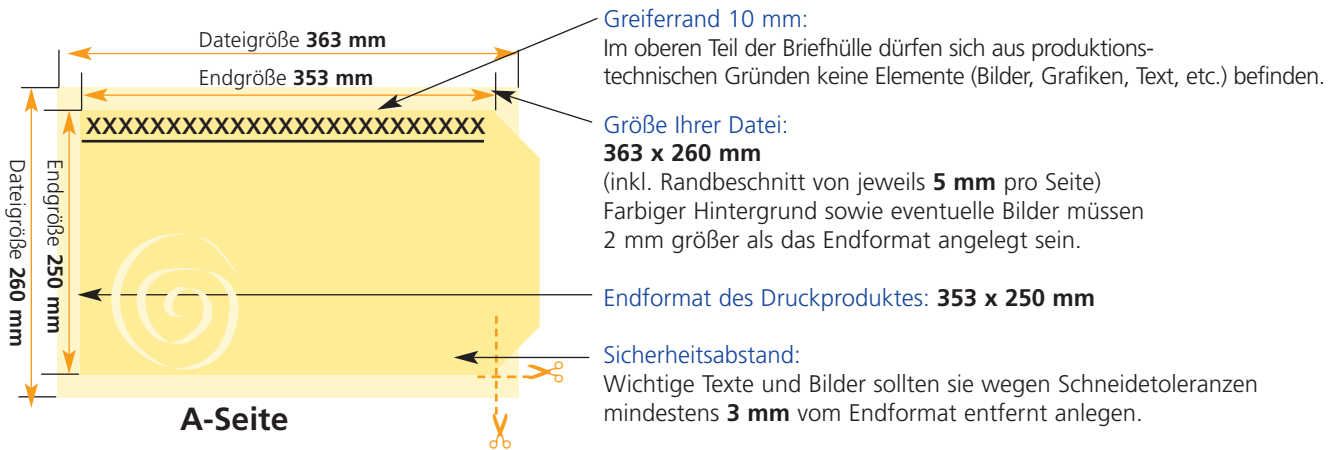 Dateigröße 363 mm
Endgröße 353 mm
Dateigröße 260 mm
Endgröße 250 mm
XXXXXXXXXXXXXXXXXXXXXXXXX
A-Seite
Greiferrand 10 mm:
Im oberen Teil der Briefhülle dürfen sich aus produktions-
technischen Gründen keine Elemente (Bilder, Grafiken, Text, etc.) befinden.
Größe Ihrer Datei:
363 x 260 mm
(inkl. Randbeschnitt von jeweils 5 mm pro Seite)
Farbiger Hintergrund sowie eventuelle Bilder müssen
2 mm größer als das Endformat angelegt sein.
Endformat des Druckproduktes: 353 x 250 mm
Sicherheitsabstand:
Wichtige Texte und Bilder sollten sie wegen Schneidetoleranzen
mindestens 3 mm vom Endformat entfernt anlegen.